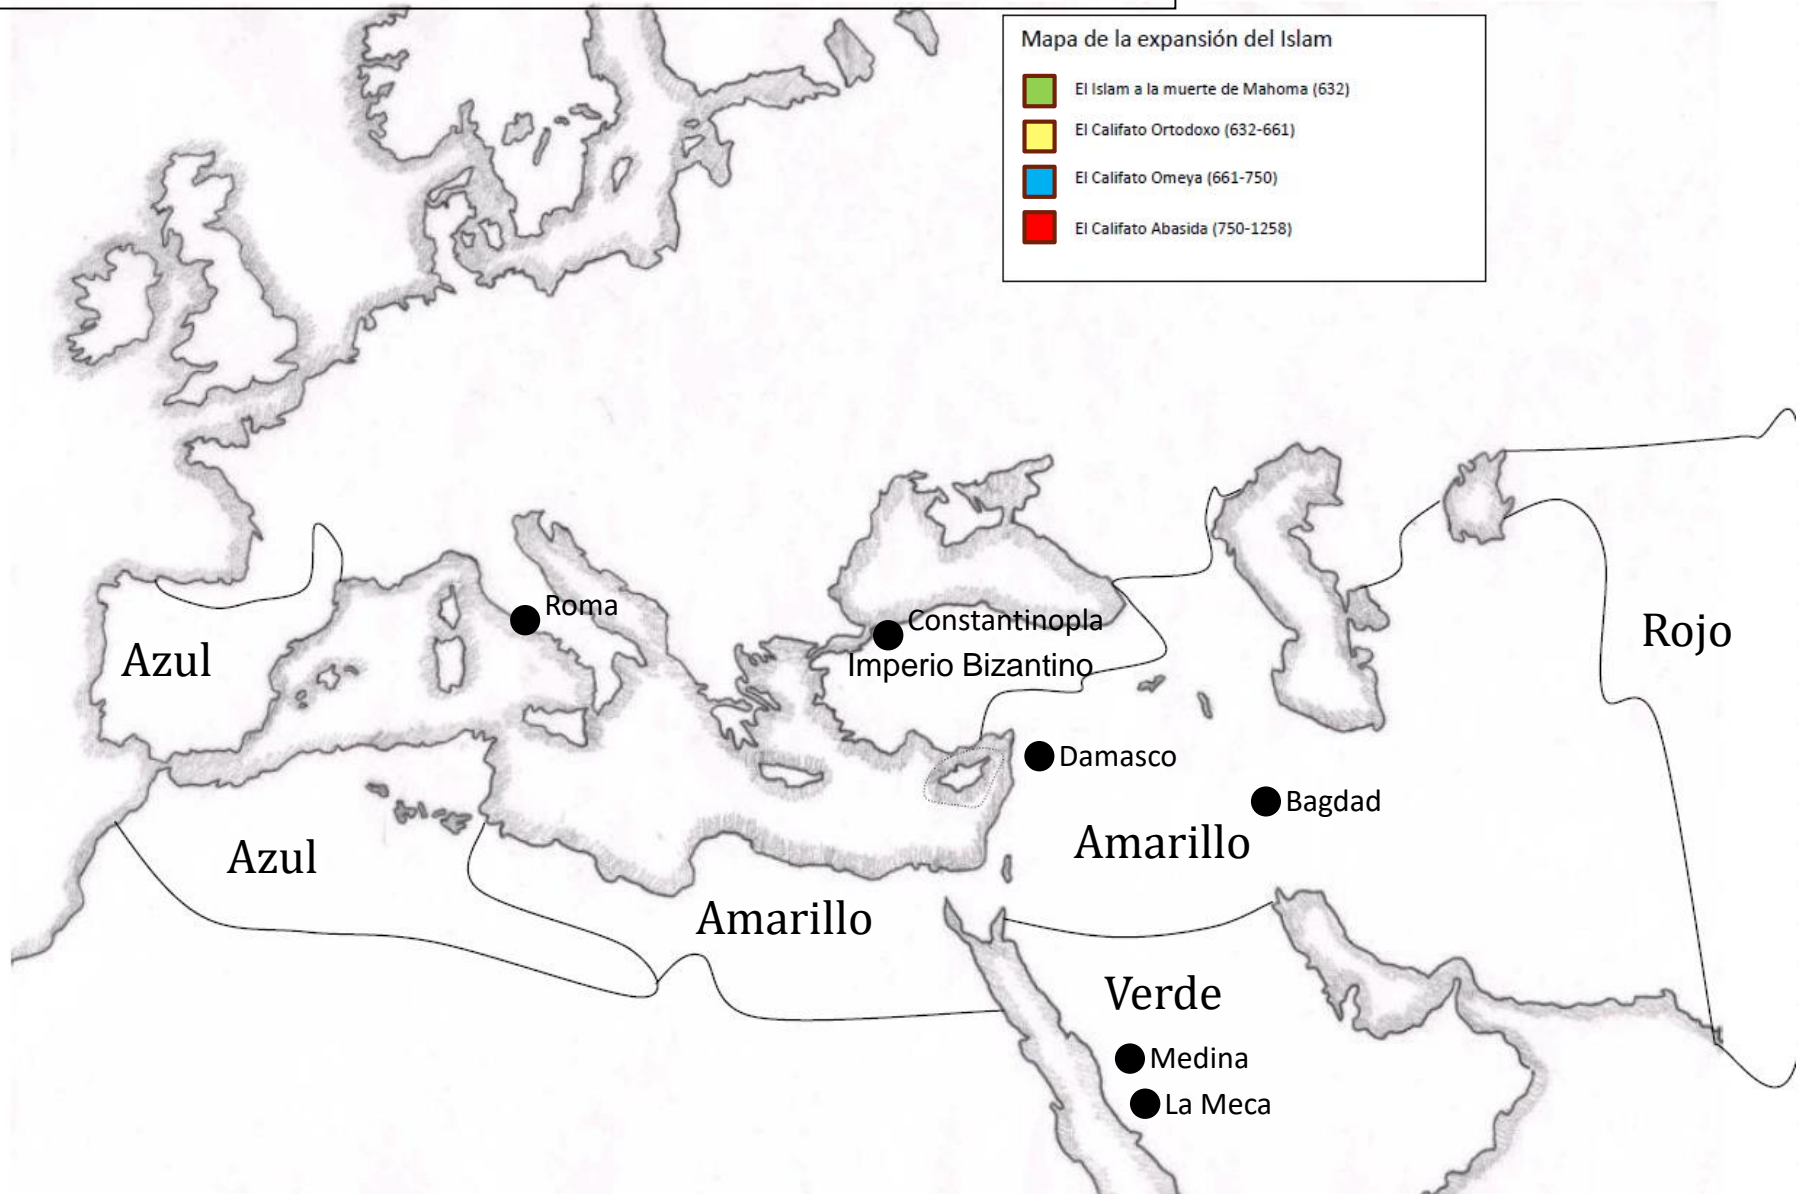 Mapa de la expansión del Islam
El Islam a la muerte de Mahoma (632)
El Califato Ortodoxo (632-661)
El Califato Omeya (661-750)
El Califato Abasida (750-1258)
Roma
Constantinopla
Imperio Bizantino
Azul
Rojo
Damasco
Bagdad
Amarillo
Azul
Amarillo
Verde
Medina
La Meca